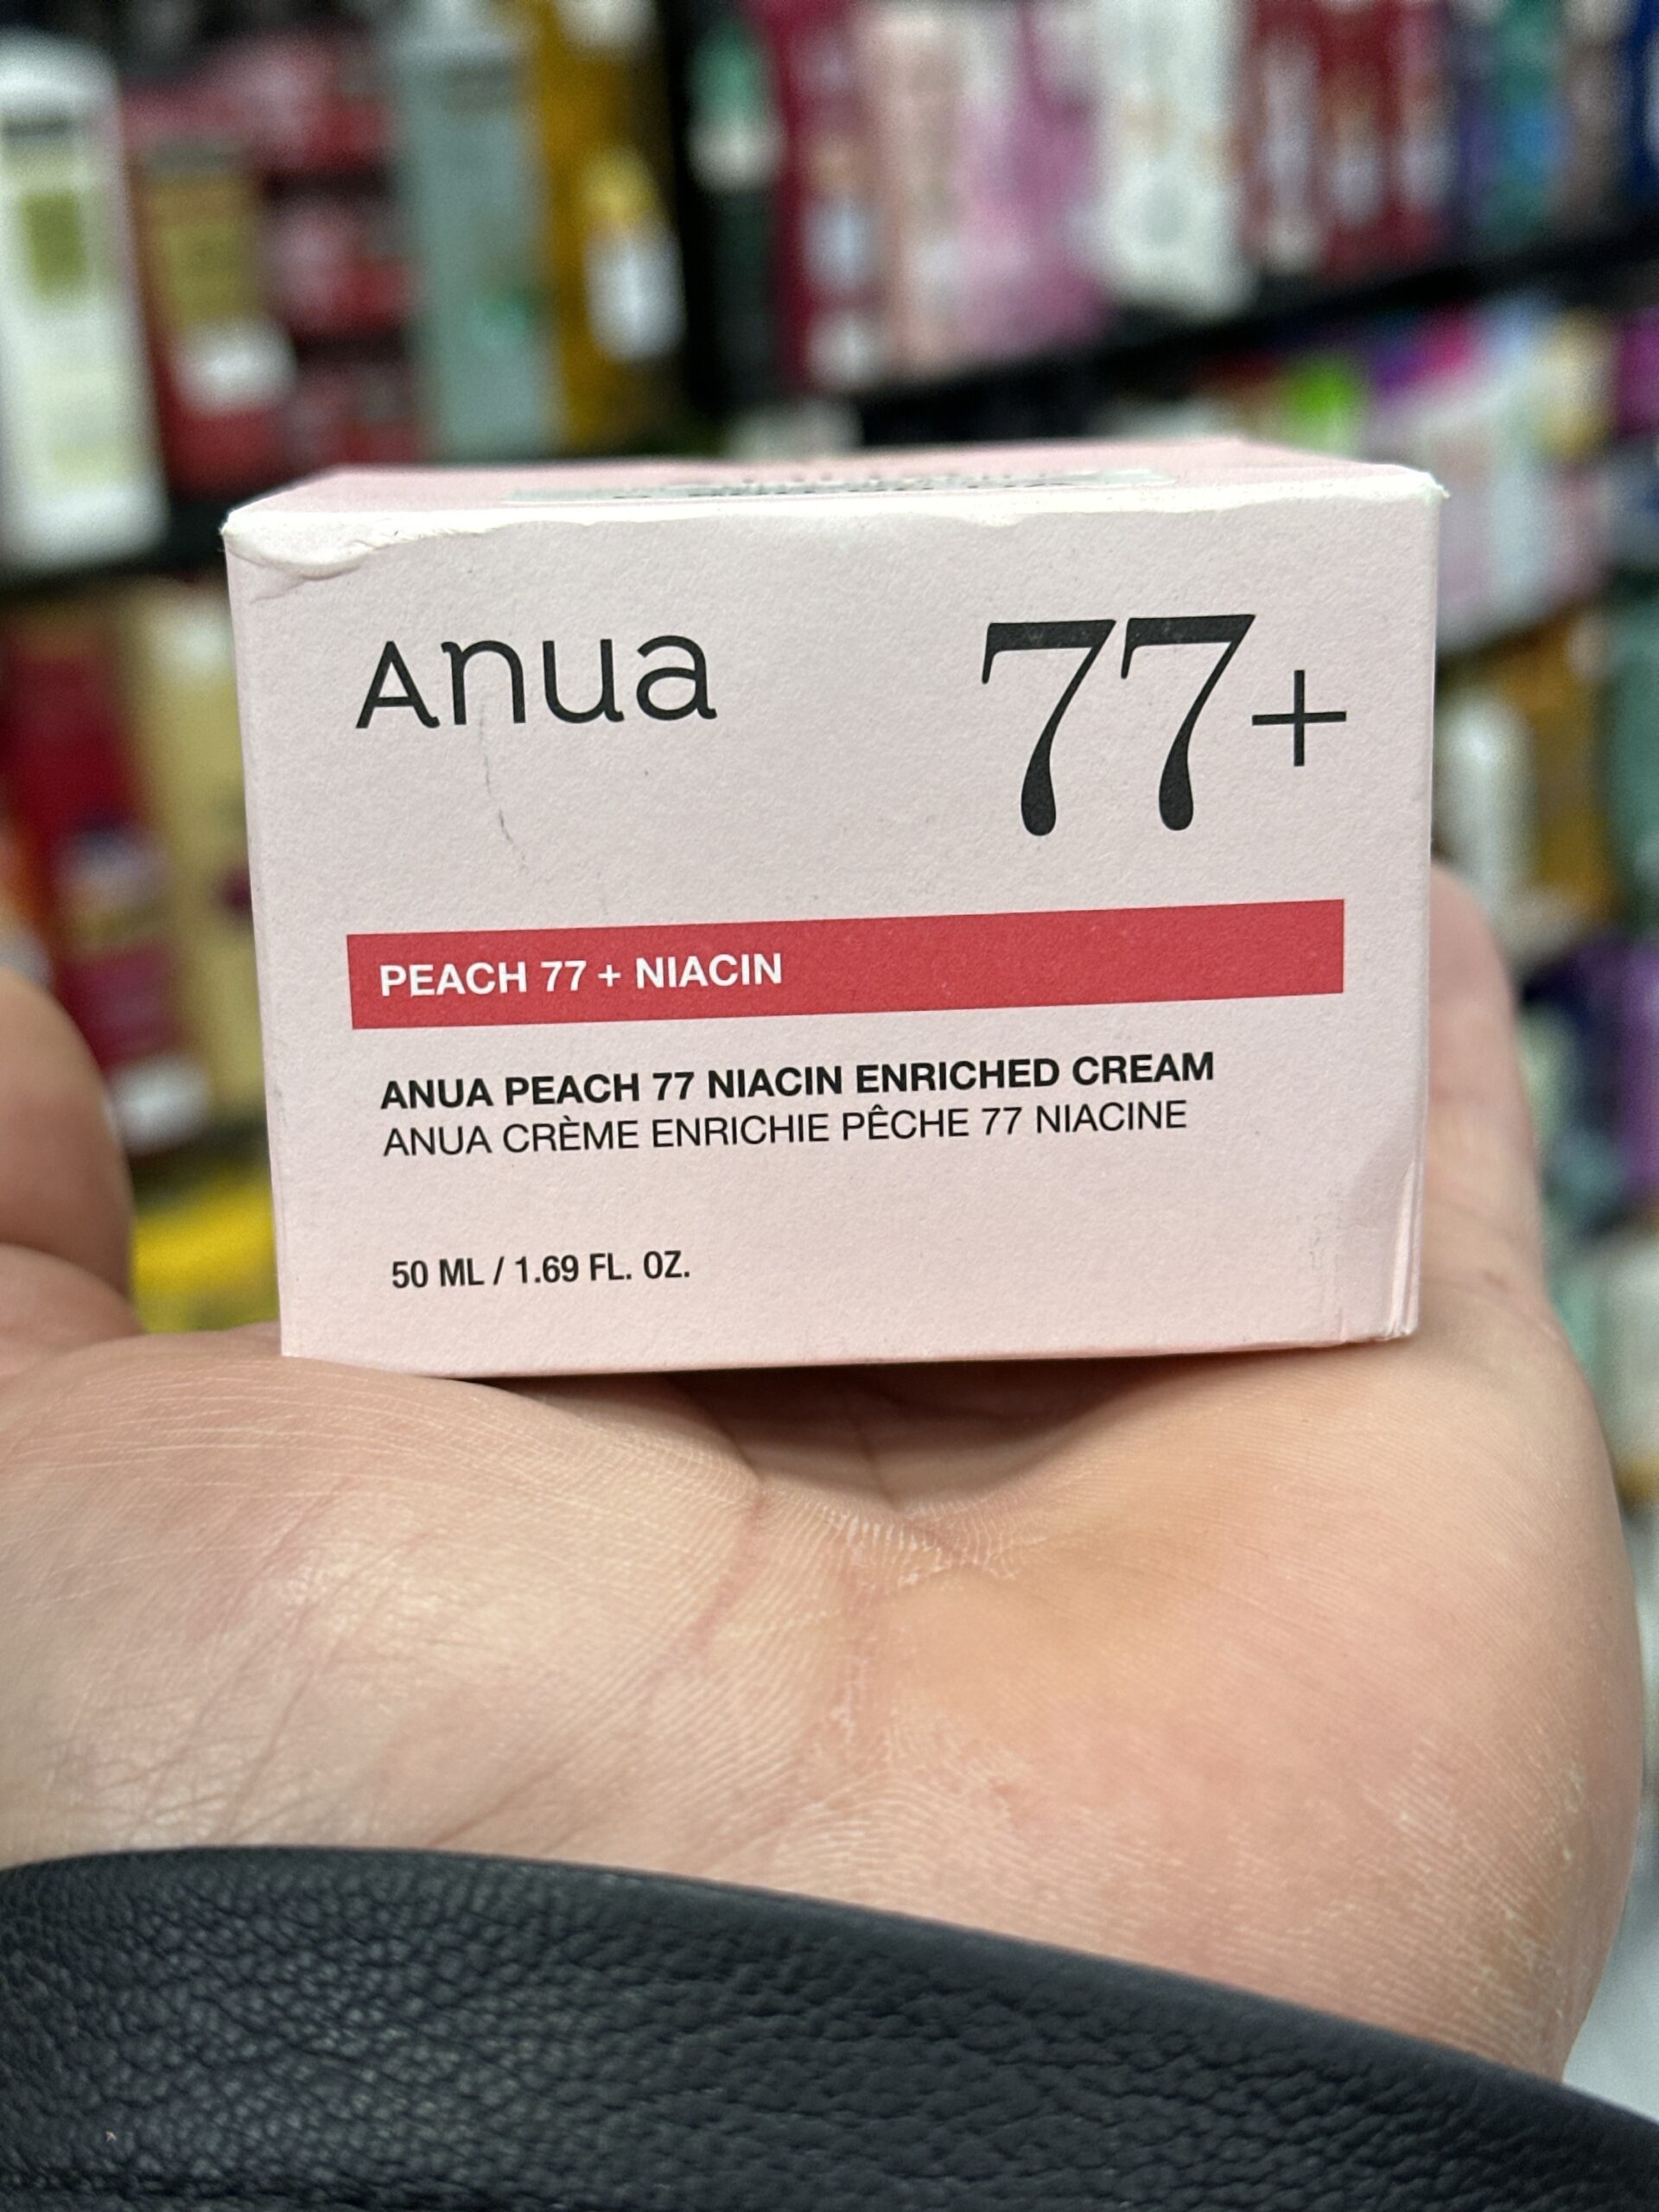 Anua
77+
PEACH 77 + NIACIN
ANUA PEACH 77 NIACIN ENRICHED CREAM
ANUA CRÈME ENRICHIE PÊCHE 77 NIACINE
50 ML / 1.69 FL. OZ.